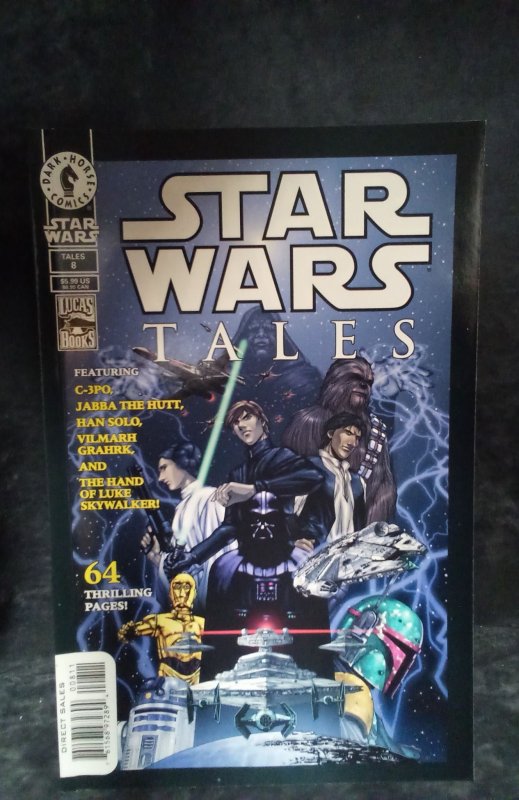 DARK HORSE
COMICS
STAR
WARS
TALES
8
$5.99 US
LUCAS
BOOKS
STAR
WARS
TALES
FEATURING
C-3PO,
JABBA THE HUTT,
HAN SOLO,
VILMARH
GRAHRK,
AND
THE HAND
OF LUKE
SKYWALKER!
64
THRILLING
PAGES!
DIRECT SALES
00811